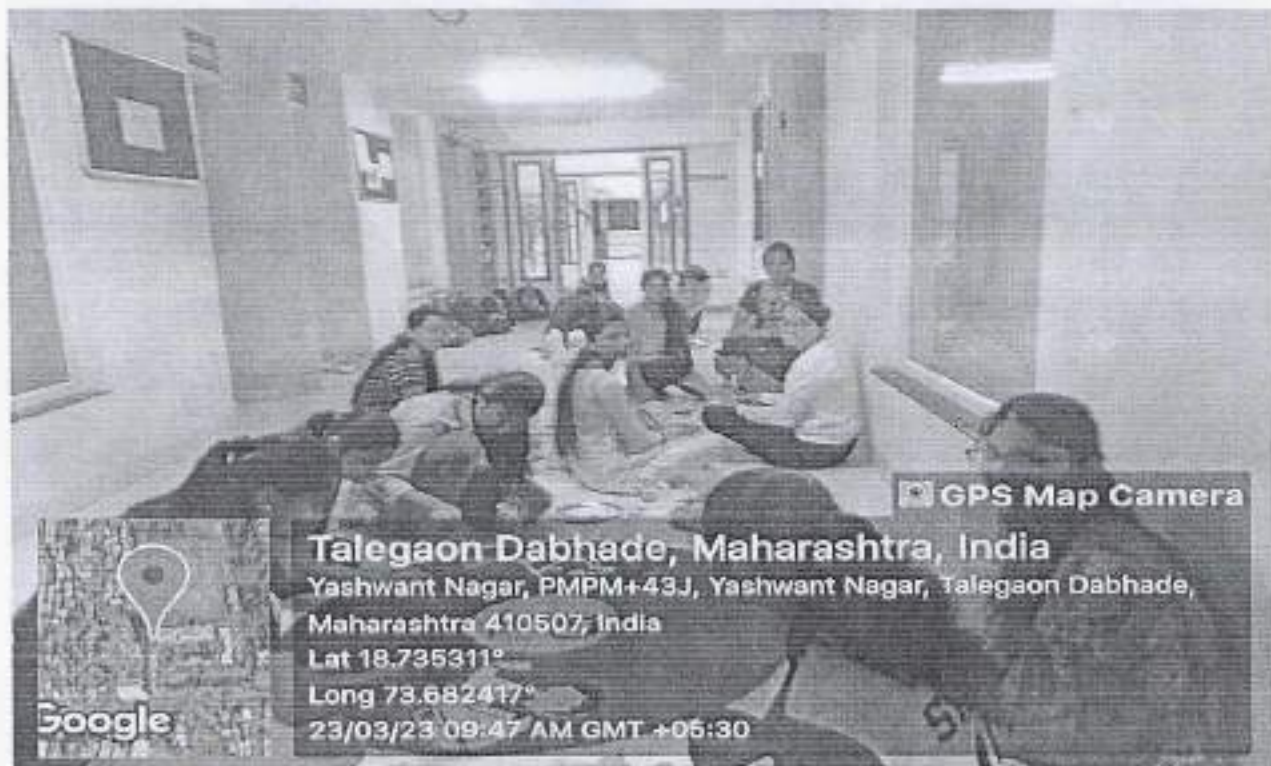 GPS Map Camera
Talegaon Dabhade, Maharashtra, India
Yashwant Nagar, PMPM+43J, Yashwant Nagar, Talegaon Dabhade,
Maharashtra 410507, India
Lat 18.735311°
Long 73.682417°
23/03/23 09:47 AM GMT +05:30
Google